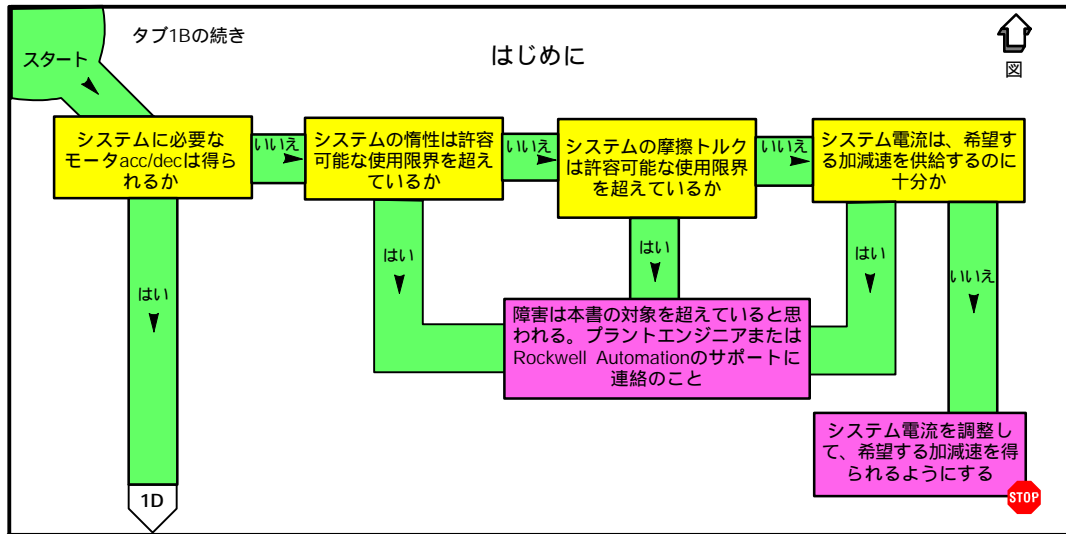 タブ1Bの続き
はじめに
図
スタート
システムに必要な
モータacc/decは得ら
れるか
いいえ
システムの慣性は許容
可能な使用限界を超え
ているか
いいえ
システムの摩擦トルク
は許容可能な使用限界
を超えているか
いいえ
システム電流は、希望す
る加減速を供給するのに
十分か
はい
はい
はい
はい
いいえ
障害は本書の対象を超えていると思
われる。プラントエンジニアまたは
Rockwell Automationのサポートに
連絡のこと
システム電流を調整し
て、希望する加減速を得
られるようにする
STOP
1D